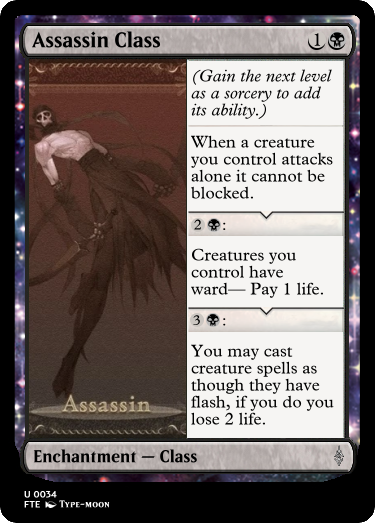 Assassin Class 1
(Gain the next level
as a sorcery to add
its ability.)
When a creature
you control attacks
alone it cannot be
blocked.
2 :
Creatures you
control have
ward— Pay 1 life.
3 :
You may cast
creature spells as
though they have
flash, if you do you
lose 2 life.
Assassin
Enchantment — Class
U 0034
FTE Type-moon